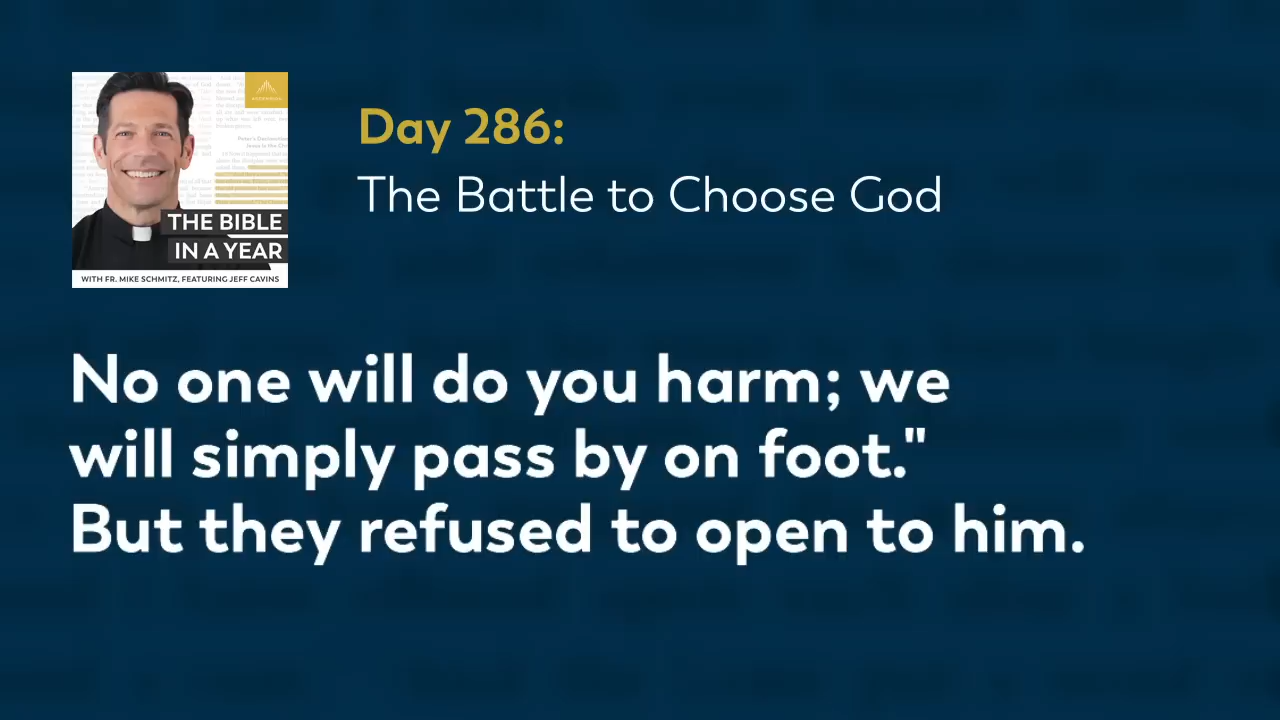 Day 286:
The Battle to Choose God
THE BIBLE
IN A YEAR
WITH FR. MIKE SCHMITZ, FEATURING JEFF CAVINS
No one will do you harm; we
will simply pass by on foot."
But they refused to open to him.